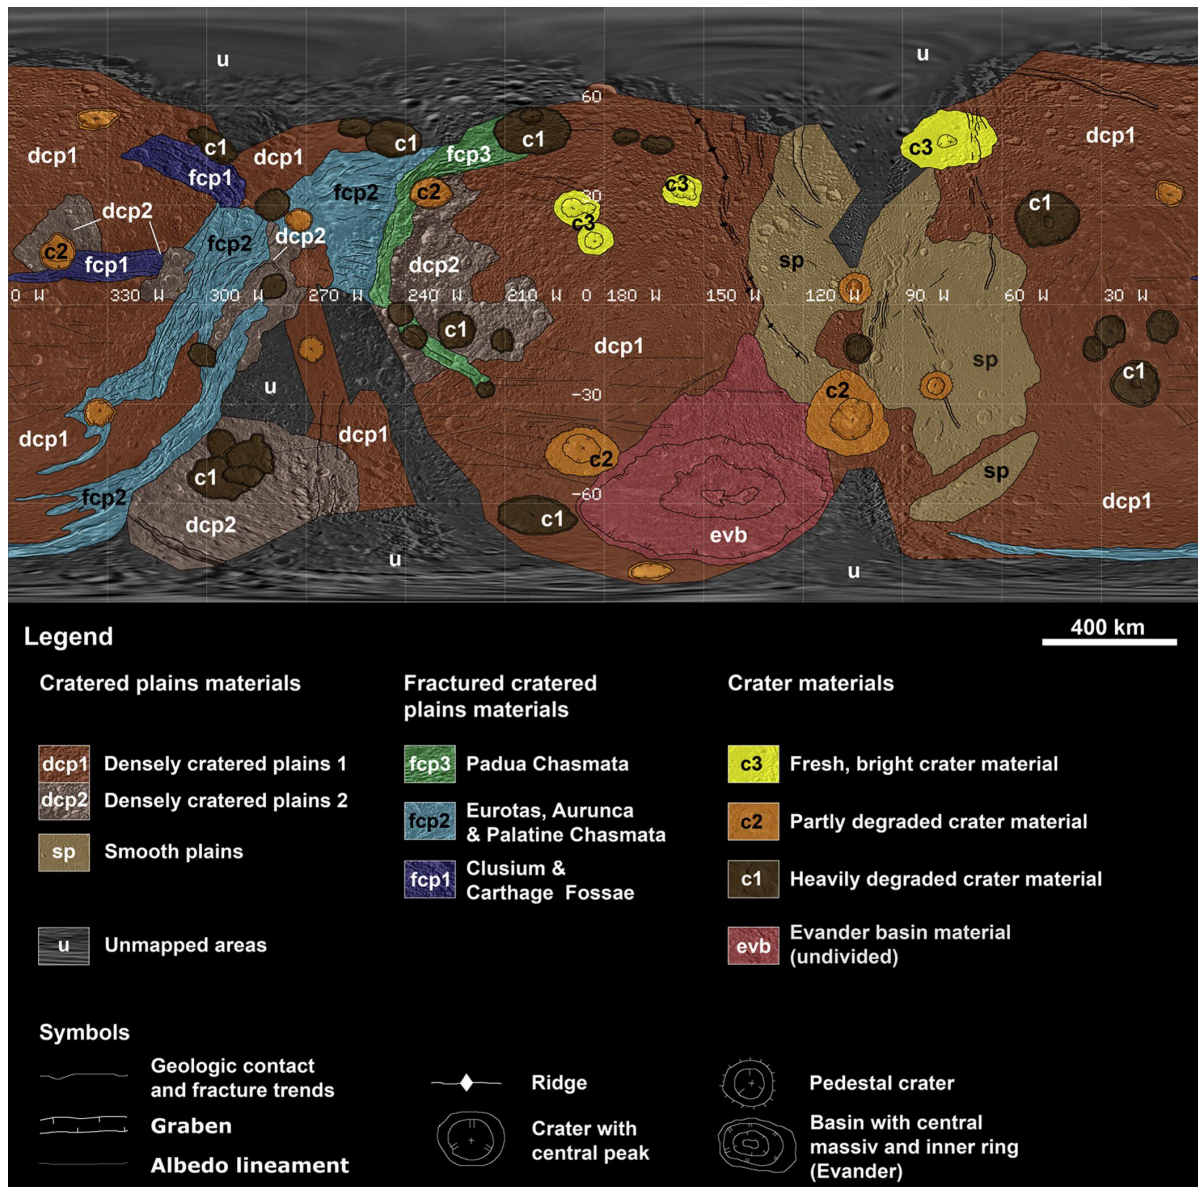 u
u
60
c1
c1
c1
c3
dcp1
dcp1
dcp1
fcp3
fcp1
fcp2
c2
c3
30
c1
dcp2
c3
fcp2
dcp2
c2
fcp1
dcp2
sp
0 W 330 W 300 W 270 W 240 W 210 W 0 180 W 150 W 120 W 90 W 60 W 30 W
c1
dcp1
sp
u
c1
-30
c2
dcp1
dcp1
c2
sp
c1
fcp2
-60
dcp1
c1
dcp2
evb
u
u
Legend
400 km
Cratered plains materials
dcp1 Densely cratered plains 1
dcp2 Densely cratered plains 2
sp Smooth plains
u Unmapped areas
Fractured cratered
plains materials
fcp3 Padua Chasmata
fcp2 Eurotas, Aurunca
& Palatine Chasmata
fcp1 Clusium &
Carthage Fossae
Crater materials
c3 Fresh, bright crater material
c2 Partly degraded crater material
c1 Heavily degraded crater material
evb Evander basin material
(undivided)
Symbols
Geologic contact
and fracture trends
Graben
Albedo lineament
Ridge
Crater with
central peak
Pedestal crater
Basin with central
massiv and inner ring
(Evander)